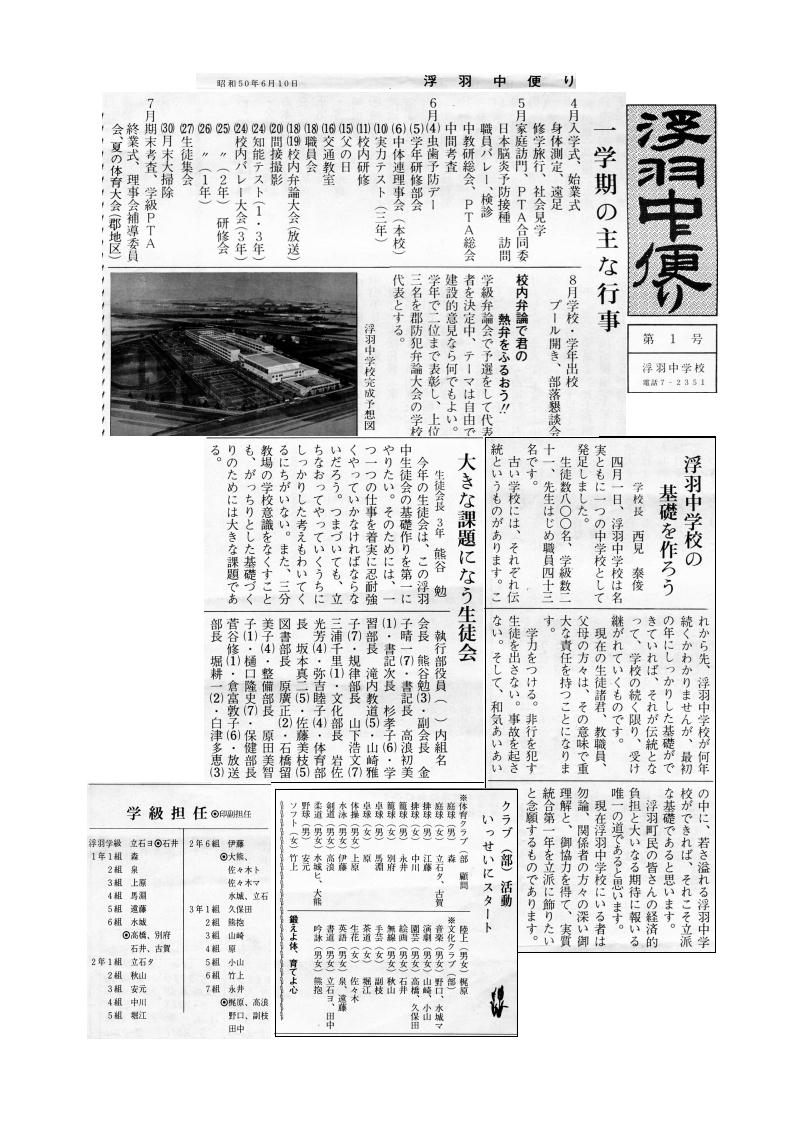 昭和50年6月10日
浮羽中便り
浮羽中便り
第1号
浮羽中学校
電話7-2351
一学期の主な行事
4月入学式、始業式
身体測定、遠足
修学旅行、社会見学
5月家庭訪問、PTA合同委
日本脳炎予防接種 訪問
職員バレー、検診
中教研総会、PTA総会
中間考査
6月(4)虫歯予防デー
(5)学年研修部会
(6)中体連理事会(本校)
(10)実力テスト(三年)
(11)校内研修
(15)父の日
(16)交通教室
(18)職員会
(18)(19)校内弁論大会(放送)
(20)間接撮影
(24)知能テスト(1・3年)
(24)校内バレー大会(3年)
(25)〃(2年) 研修会
(26)〃(1年)
(27)生徒集会
(30)月末大掃除
7月期末考査、学級PTA
終業式、理事会補導委員
会、夏の体育大会(郡地区)
8月学校・学年出校
プール開き、部落懇談会
校内弁論で君の
熱弁をふるおう!!
学級弁論会で予選をして代表
者を決定中、テーマは自由で
建設的意見なら何でもよい。
学年で二位まで表彰し、上位
三名を郡防犯弁論大会の学校
代表とする。
浮羽中学校完成予想図
浮羽中学校の
基礎を作ろう
学校長 西見 泰俊
四月一日、浮羽中学校は名
実ともに一つの中学校として
発足しました。
生徒数八〇〇名、学級数二
十一、先生はじめ職員四十三
名です。
古い学校には、それぞれ伝
統というものがあります。こ
れから先、浮羽中学校が何年
続くかわかりませんが、最初
の年にしっかりした基礎がで
きていれば、それが伝統とな
って、学校の続く限り、受け
継がれていくものです。
現在の生徒諸君、教職員、
父母の方々は、その意味で重
大な責任を持つことになりま
す。
学力をつける。非行を犯す
生徒を出さない。事故を起さ
ない。そして、和気あいあい
の中に、若さ溢れる浮羽中学
校ができれば、それこそ立派
な基礎であると思います。
浮羽町民の皆さんの経済的
負担と大いなる期待に報いる
唯一の道であると思います。
現在浮羽中学校にいる者は
勿論、関係者の方々の深い御
理解と、御協力を得て、実質
統合第一年を立派に飾りたい
と念願するものであります。
大きな課題になう生徒会
生徒会長 3年 熊谷 勉
今年の生徒会は、この浮羽
中生徒会の基礎作りを第一に
やりたい。そのためには、一
つ一つの仕事を着実に忍耐強
くやっていかなければならな
いだろう。つまづいても、立
ちなおってやっていくうちに
しっかりした考えもわいてく
るにちがいない。また、三分
教場の学校意識をなくすこと
も、がっちりとした基礎づく
りのためには大きな課題であ
る。
執行部役員( )内組名
会長 熊谷勉(3)・副会長 金
子晴一(7)・書記長 高浪初美
(1)・書記次長 杉孝子(6)・学
習部長 滝内教道(5)・山崎雅
子(7)・規律部長 山下浩文(7)
三浦千里(1)・文化部長 岩佐
光芳(4)・弥吉睦子(4)・体育部
長 坂本真二(5)・佐藤美枝(5)
図書部長 原廣正(2)・石橋留
美子(4)・整備部長 原田美智
子(1)・樋口隆史(7)・保健部長
菅谷修(1)・倉富敦子(6)・放送
部長 堀耕一(2)・白津多恵(3)
クラブ(部)活動
いっせいにスタート
※体育クラブ(部) 顧問
庭球(男) 森
庭球(女) 立石タ、古賀
排球(男) 江藤
排球(女) 中川
籠球(男) 永井
籠球(女) 別府
卓球(男) 馬淵
卓球(女) 原
体操(男女) 上原
水泳(男女) 伊藤
剣道(男女) 高浪
柔道(男女) 水城ヒ、大熊
野球(男) 安元
ソフト(女) 竹上
陸上(男女) 梶原
※文化クラブ(部)
音楽(男女) 野口、水城マ
演劇(男女) 山崎、小山
園芸(男女) 高橋、久保田
絵画(男女) 石井
無線(男女) 秋山
手芸(女) 副枝
茶道(女) 堀江
生花(女) 佐々木
英語(男女) 泉、遠藤
書道(男女) 立石ヨ、田中
吟詠(男女) 熊抱
鍛えよ体、育てよ心
学級担任 ◉印副担任
浮羽学級 立石ヨ◉石井
1年1組 森
2組 泉
3組 上原
4組 馬淵
5組 遠藤
6組 水城
◉高橋、別府
石井、古賀
2年1組 立石タ
2組 秋山
3組 安元
4組 中川
5組 堀江
2年6組 伊藤
◉大熊、
佐々木ト
佐々木マ
水城、立石
3年1組 久保田
2組 熊抱
3組 山崎
4組 原
5組 小山
6組 竹上
7組 永井
◉梶原、高浪
野口、副枝
田中